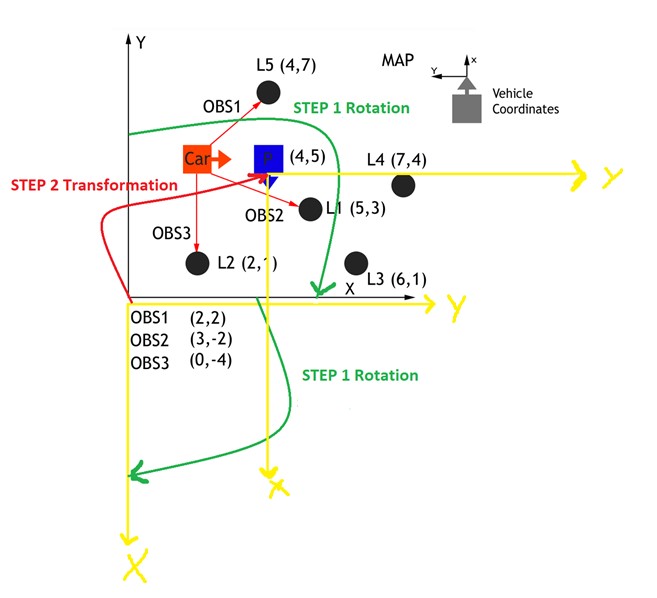 Y
L5 (4,7)
MAP
X
Y
Vehicle
Coordinates
OBS1
STEP 1 Rotation
Car
P
(4,5)
L4 (7,4)
Y
STEP 2 Transformation
OBS2
L1 (5,3)
OBS3
L2 (2,1)
L3 (6,1)
X
Y
OBS1 (2,2)
OBS2 (3,-2)
OBS3 (0,-4)
STEP 1 Rotation
X
X